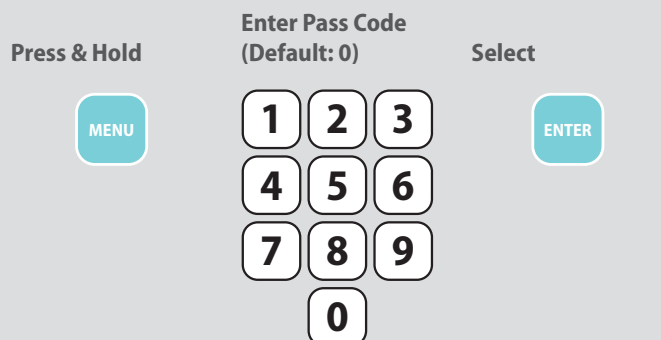 Press & Hold
MENU
Enter Pass Code
(Default: 0)
1 2 3
4 5 6
7 8 9
0
Select
ENTER